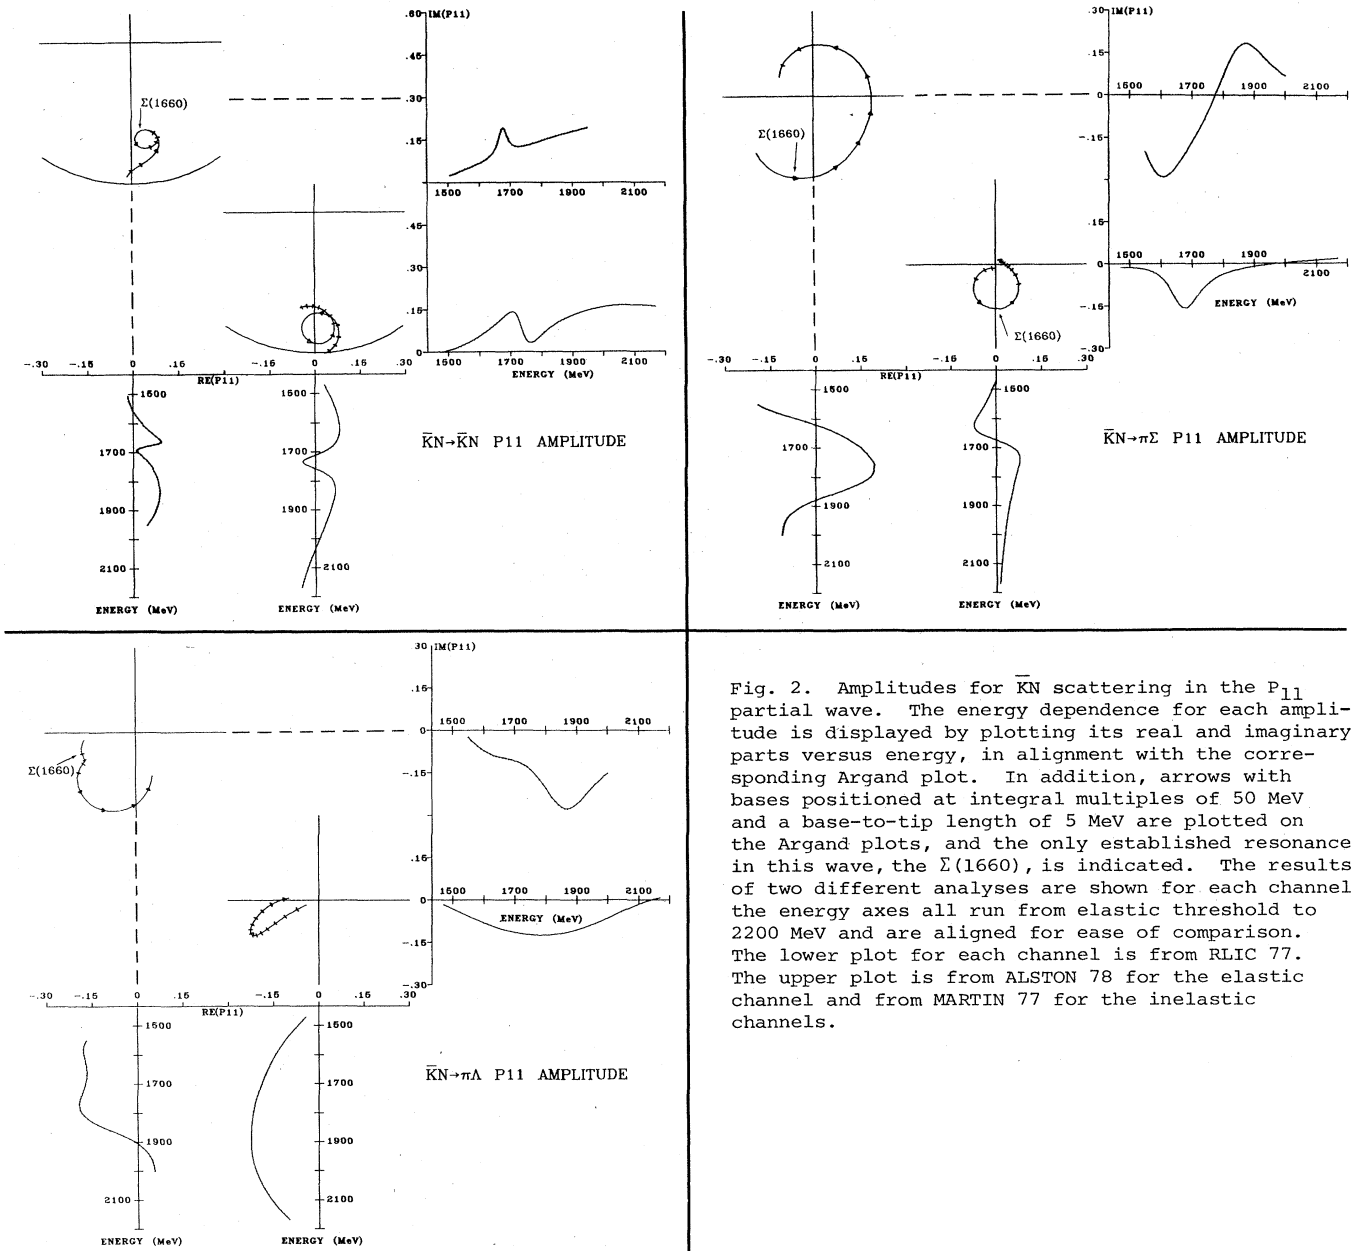 .60 IM(P11)
.45
.30
.15
1500 1700 1900 2100
Σ(1660)
.45
.30
.15
0
1500 1700 1900 2100
ENERGY (MeV)
-.30 -.15 0 .15 -.15 0 .15 .30
RE(P11)
1500
1700
1900
2100
ENERGY (MeV)
1500
1700
1900
2100
ENERGY (MeV)
K̅N→K̅N P11 AMPLITUDE
.30 IM(P11)
.15
0
-.15
1500 1700 1900 2100
Σ(1660)
.15
0
-.15
-.30
1500 1700 1900 2100
ENERGY (MeV)
Σ(1660)
-.30 -.15 0 .15 -.15 0 .15 .30
RE(P11)
1500
1700
1900
2100
ENERGY (MeV)
1500
1700
1900
2100
ENERGY (MeV)
K̅N→πΣ P11 AMPLITUDE
.30 IM(P11)
.15
0
-.15
1500 1700 1900 2100
Σ(1660)
.15
0
-.15
-.30
1500 1700 1900 2100
ENERGY (MeV)
-.30 -.15 0 .15 -.15 0 .15 .30
RE(P11)
1500
1700
1900
2100
ENERGY (MeV)
1500
1700
1900
2100
ENERGY (MeV)
K̅N→πΛ P11 AMPLITUDE
Fig. 2. Amplitudes for K̅N scattering in the P11
partial wave. The energy dependence for each ampli-
tude is displayed by plotting its real and imaginary
parts versus energy, in alignment with the corre-
sponding Argand plot. In addition, arrows with
bases positioned at integral multiples of 50 MeV
and a base-to-tip length of 5 MeV are plotted on
the Argand plots, and the only established resonance
in this wave, the Σ(1660), is indicated. The results
of two different analyses are shown for each channel
the energy axes all run from elastic threshold to
2200 MeV and are aligned for ease of comparison.
The lower plot for each channel is from RLIC 77.
The upper plot is from ALSTON 78 for the elastic
channel and from MARTIN 77 for the inelastic
channels.